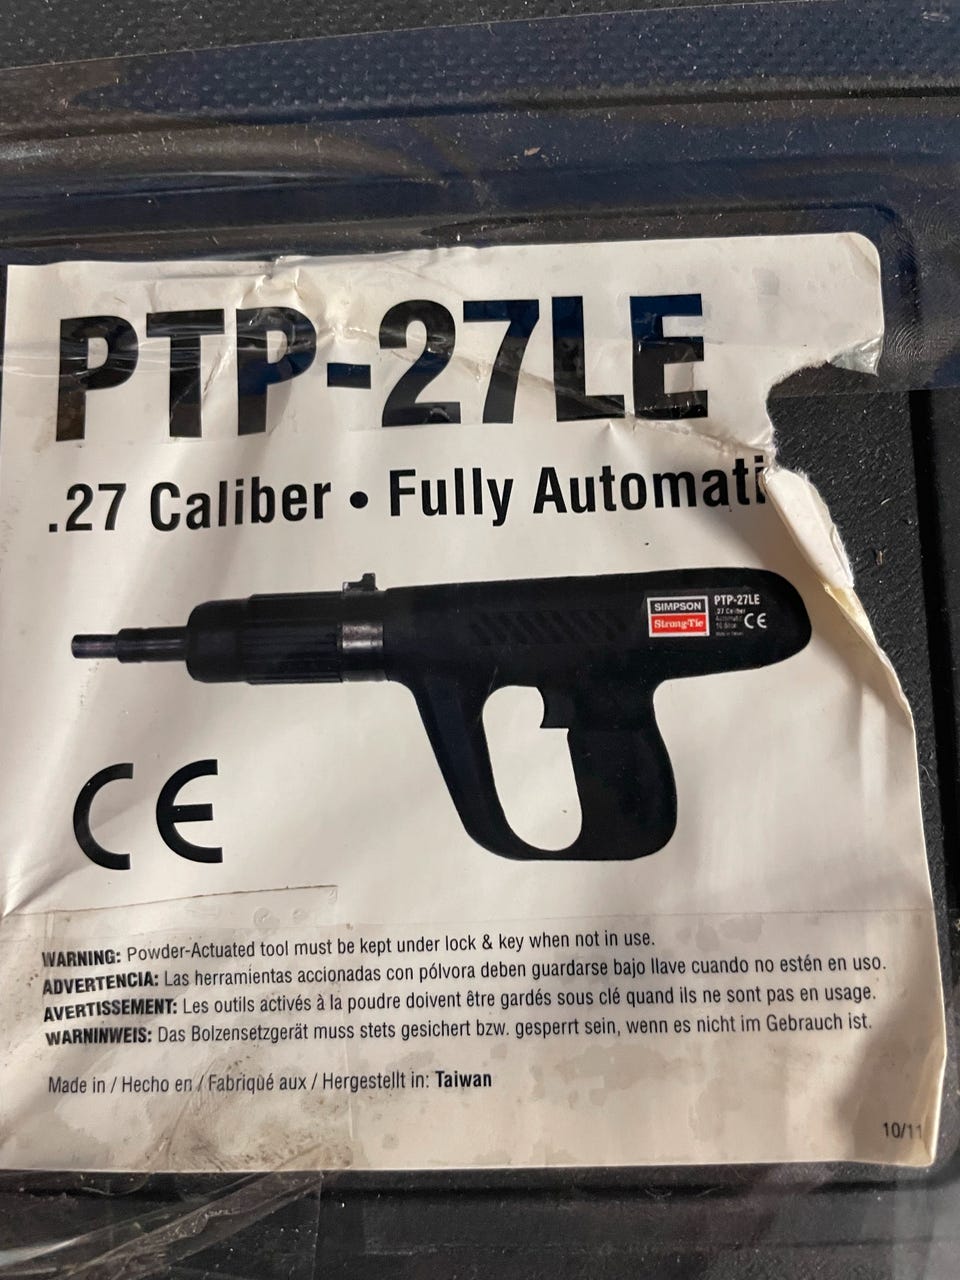 PTP-27LE
.27 Caliber • Fully Automati
SIMPSON
Strong-Tie
PTP-27LE
.27 Caliber
CE
CE
WARNING: Powder-Actuated tool must be kept under lock & key when not in use.
ADVERTENCIA: Las herramientas accionadas con pólvora deben guardarse bajo llave cuando no estén en uso.
AVERTISSEMENT: Les outils activés à la poudre doivent être gardés sous clé quand ils ne sont pas en usage.
WARNINWEIS: Das Bolzensetzgerät muss stets gesichert bzw. gesperrt sein, wenn es nicht im Gebrauch ist.
Made in / Hecho en / Fabriqué aux / Hergestellt in: Taiwan
10/11